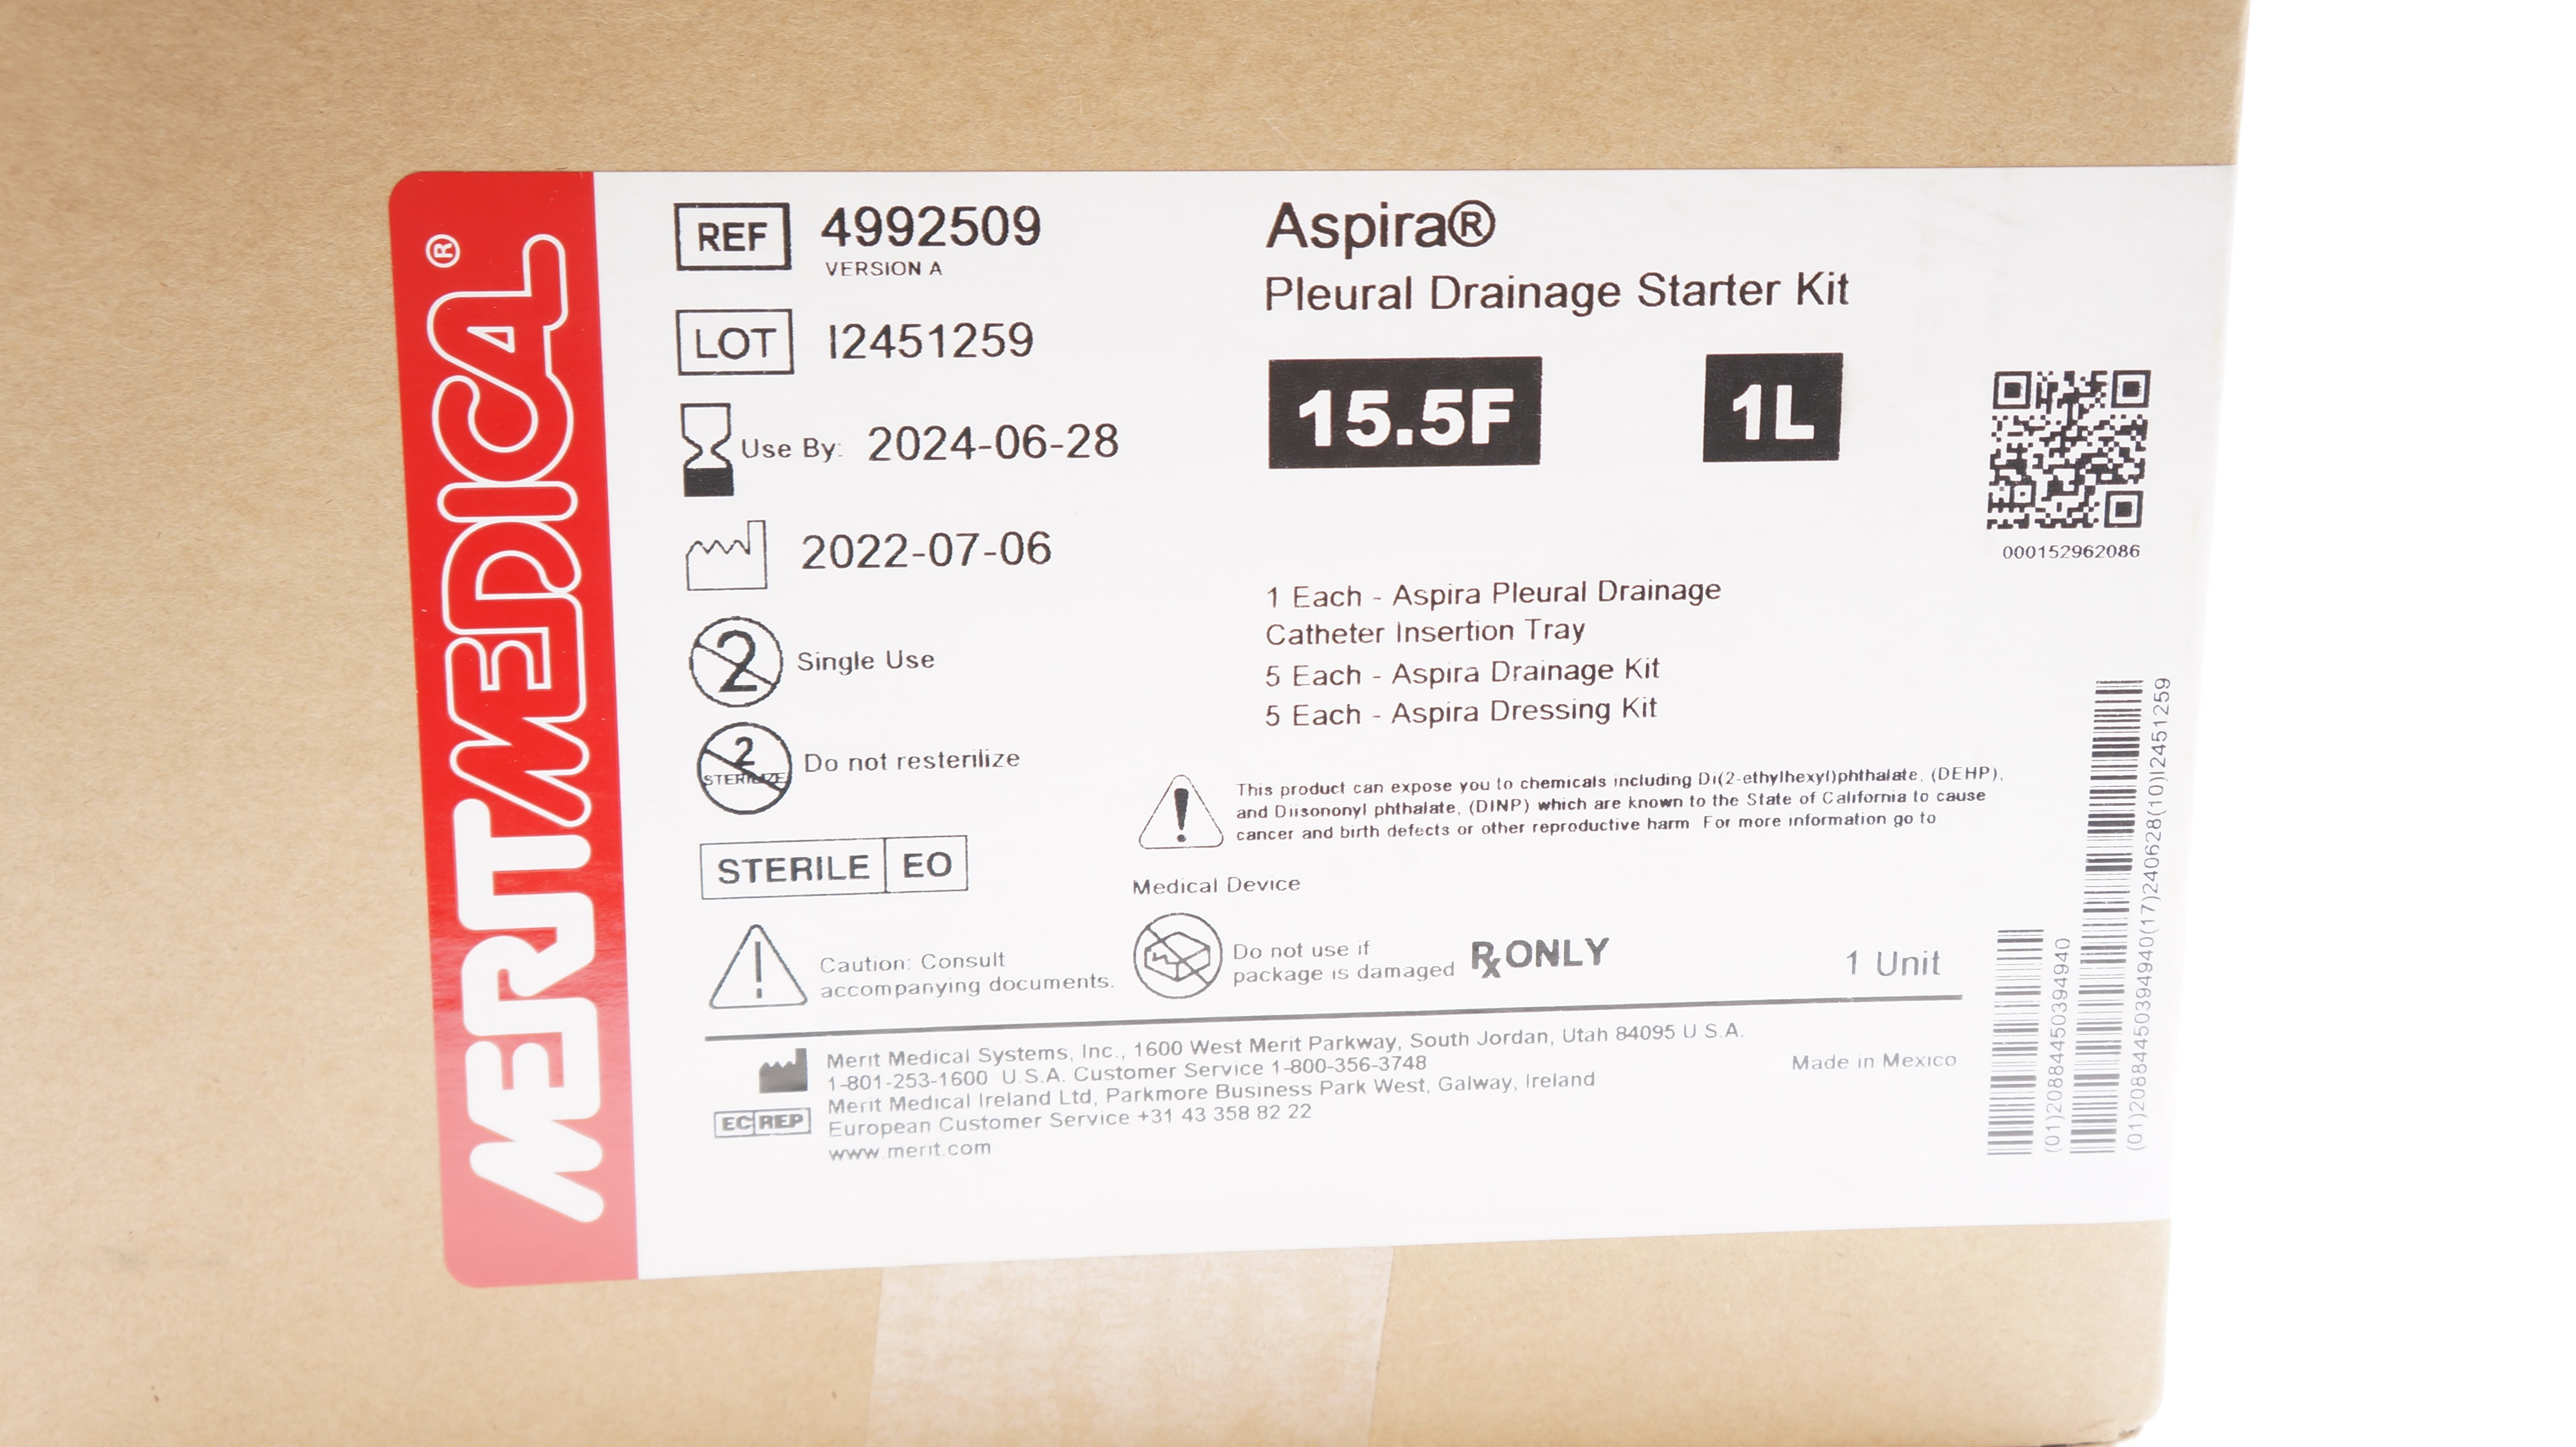 MERITMEDICAL®
REF 4992509
VERSION A
LOT I2451259
Use By: 2024-06-28
2022-07-06
2 Single Use
2 STERILIZE Do not resterilize
STERILE EO
Caution: Consult
accompanying documents.
Aspira®
Pleural Drainage Starter Kit
15.5F 1L
000152962086
1 Each - Aspira Pleural Drainage
Catheter Insertion Tray
5 Each - Aspira Drainage Kit
5 Each - Aspira Dressing Kit
This product can expose you to chemicals including Di(2-ethylhexyl)phthalate, (DEHP),
and Diisononyl phthalate, (DINP) which are known to the State of California to cause
cancer and birth defects or other reproductive harm For more information go to
Medical Device
Do not use if
package is damaged
Rx ONLY
1 Unit
Merit Medical Systems, Inc., 1600 West Merit Parkway, South Jordan, Utah 84095 U.S.A.
1-801-253-1600 U.S.A. Customer Service 1-800-356-3748
Merit Medical Ireland Ltd, Parkmore Business Park West, Galway, Ireland
EC REP
European Customer Service +31 43 358 82 22
www.merit.com
Made in Mexico
(01)20884450394940
(01)20884450394940(17)240628(10)I2451259